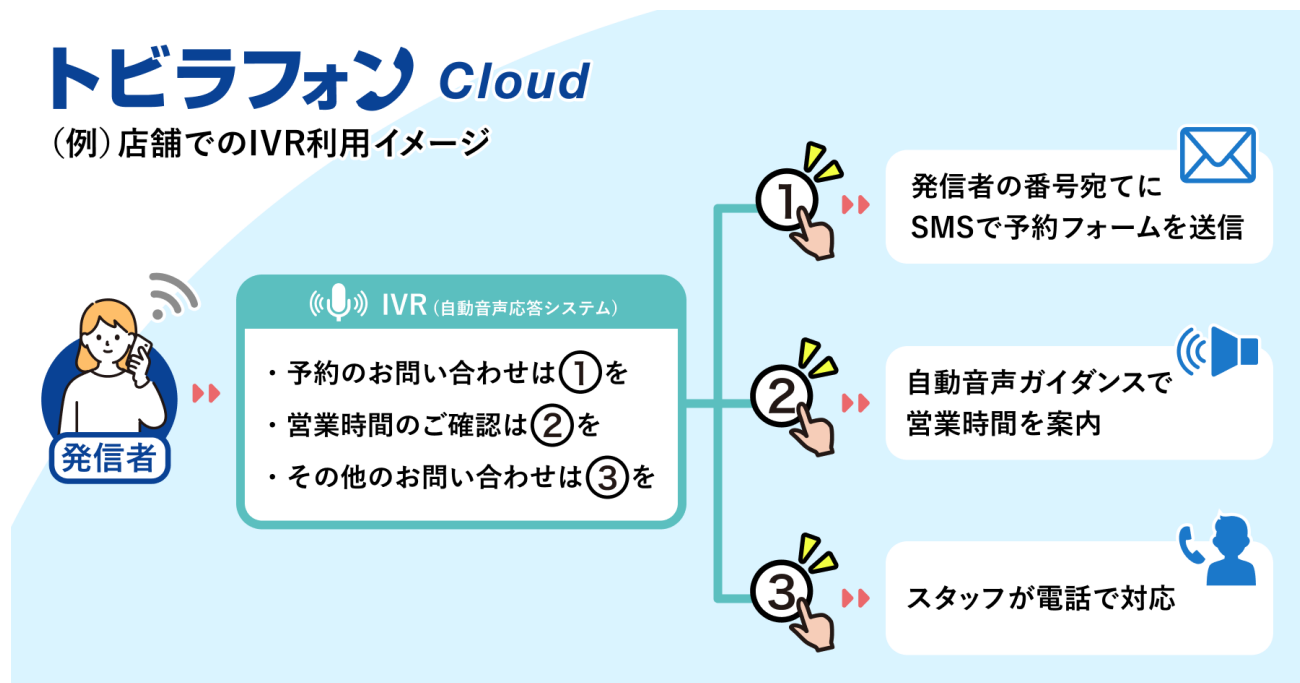 トビラフォン Cloud
（例）店舗でのIVR利用イメージ
発信者
IVR（自動音声応答システム）
・予約のお問い合わせは①を
・営業時間のご確認は②を
・その他のお問い合わせは③を
①
発信者の番号宛てに
SMSで予約フォームを送信
②
自動音声ガイダンスで
営業時間を案内
③
スタッフが電話で対応